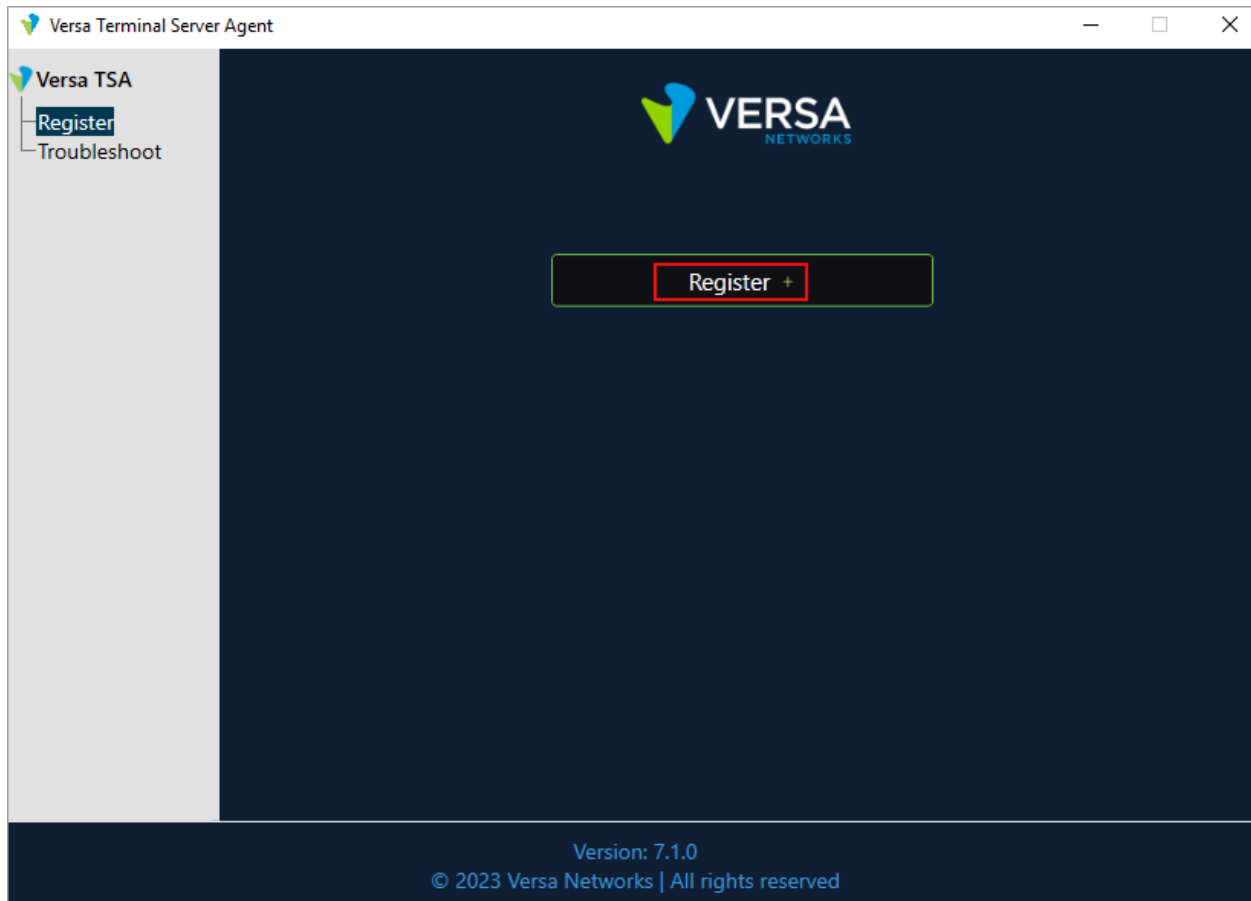 Versa Terminal Server Agent
Versa TSA
Register
Troubleshoot
VERSA
NETWORKS
Register +
Version: 7.1.0
© 2023 Versa Networks | All rights reserved